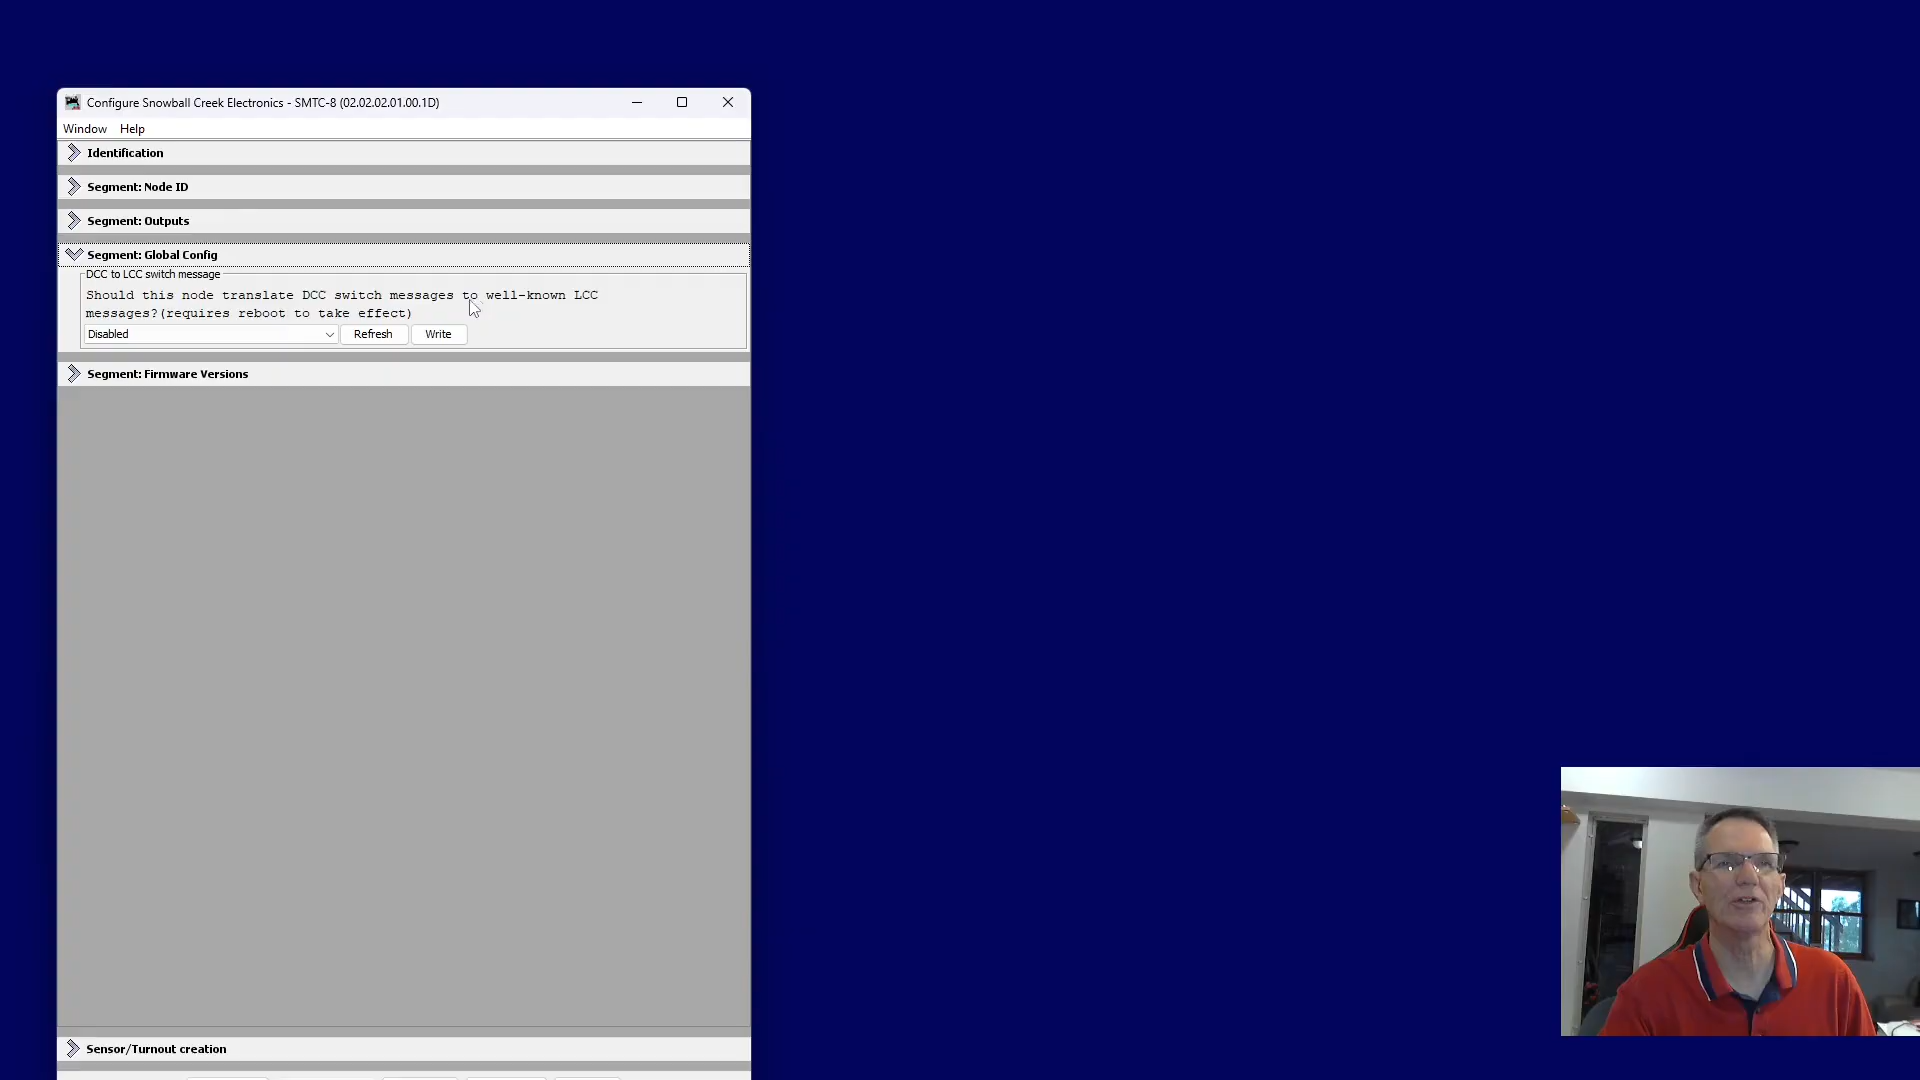 Configure Snowball Creek Electronics - SMTC-8 (02.02.02.01.00.1D)
Window Help
Identification
Segment: Node ID
Segment: Outputs
Segment: Global Config
DCC to LCC switch message
Should this node translate DCC switch messages to well-known LCC
messages?(requires reboot to take effect)
Disabled Refresh Write
Segment: Firmware Versions
Sensor/Turnout creation